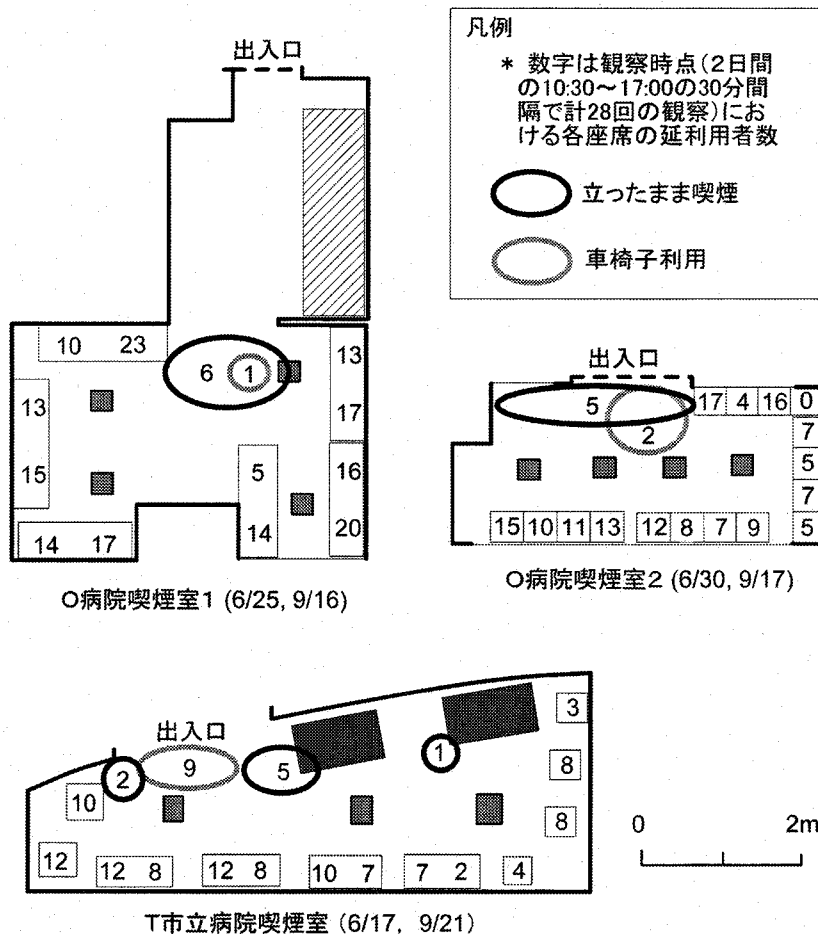 凡例
* 数字は観察時点(2日間
の10:30～17:00の30分間
隔で計28回の観察)にお
ける各座席の延利用者数
立ったまま喫煙
車椅子利用
出入口
10 23
6 1
13
13
17
15
5
16
14
20
14 17
O病院喫煙室1 (6/25, 9/16)
出入口
5
17 4 16 0
2
7
5
7
15 10 11 13 12 8 7 9 5
O病院喫煙室2 (6/30, 9/17)
出入口
3
2 9 5 1
8
10
8
12
12 8 12 8 10 7 7 2 4
0 2m
T市立病院喫煙室 (6/17, 9/21)